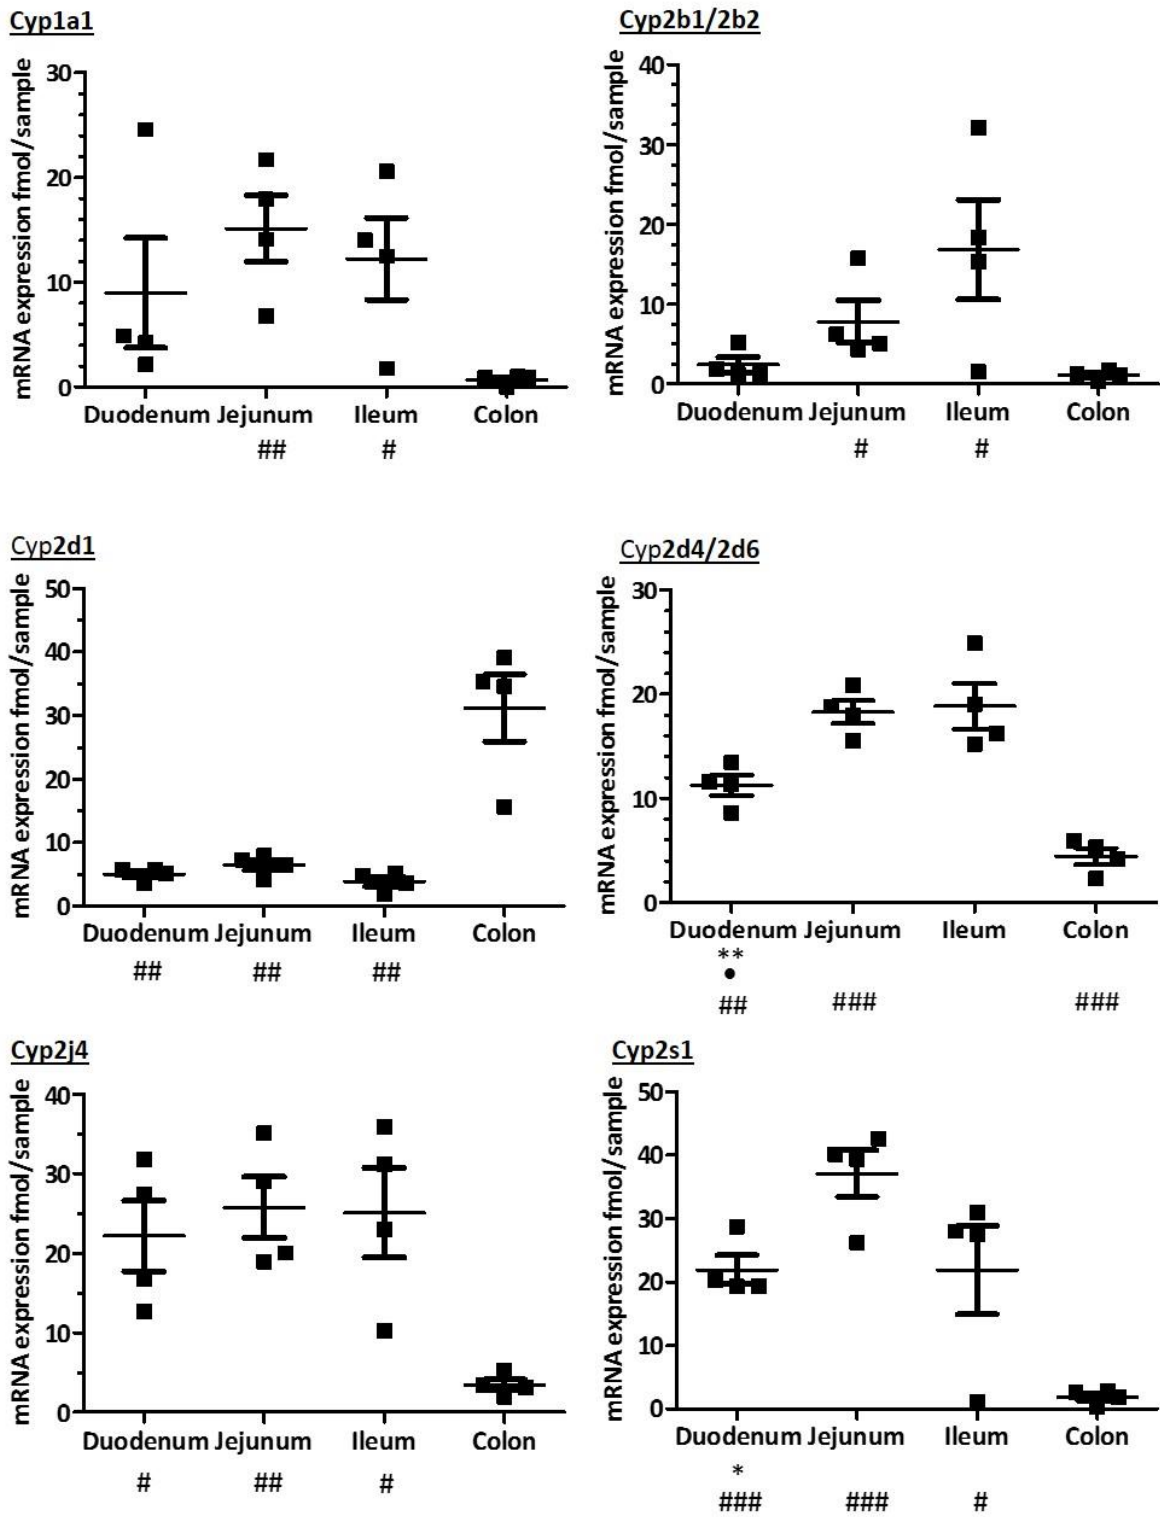 Cyp1a1
mRNA expression fmol/sample
30
20
10
0
Duodenum Jejunum Ileum Colon
## #
Cyp2b1/2b2
mRNA expression fmol/sample
40
30
20
10
0
Duodenum Jejunum Ileum Colon
# #
Cyp2d1
mRNA expression fmol/sample
50
40
30
20
10
0
Duodenum Jejunum Ileum Colon
## ## ##
Cyp2d4/2d6
mRNA expression fmol/sample
30
20
10
0
Duodenum Jejunum Ileum Colon
**
•
## ### ###
Cyp2j4
mRNA expression fmol/sample
40
30
20
10
0
Duodenum Jejunum Ileum Colon
# ## #
Cyp2s1
mRNA expression fmol/sample
50
40
30
20
10
0
Duodenum Jejunum Ileum Colon
*
### ### #